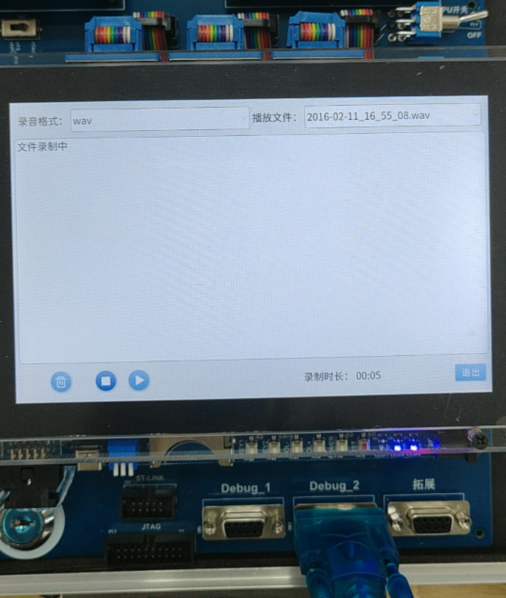 OFF
录音格式： wav 播放文件： 2016-02-11_16_55_08.wav
文件录制中
录制时长： 00:05 退出
ST-LINK
Debug_1 Debug_2 拓展
JTAG